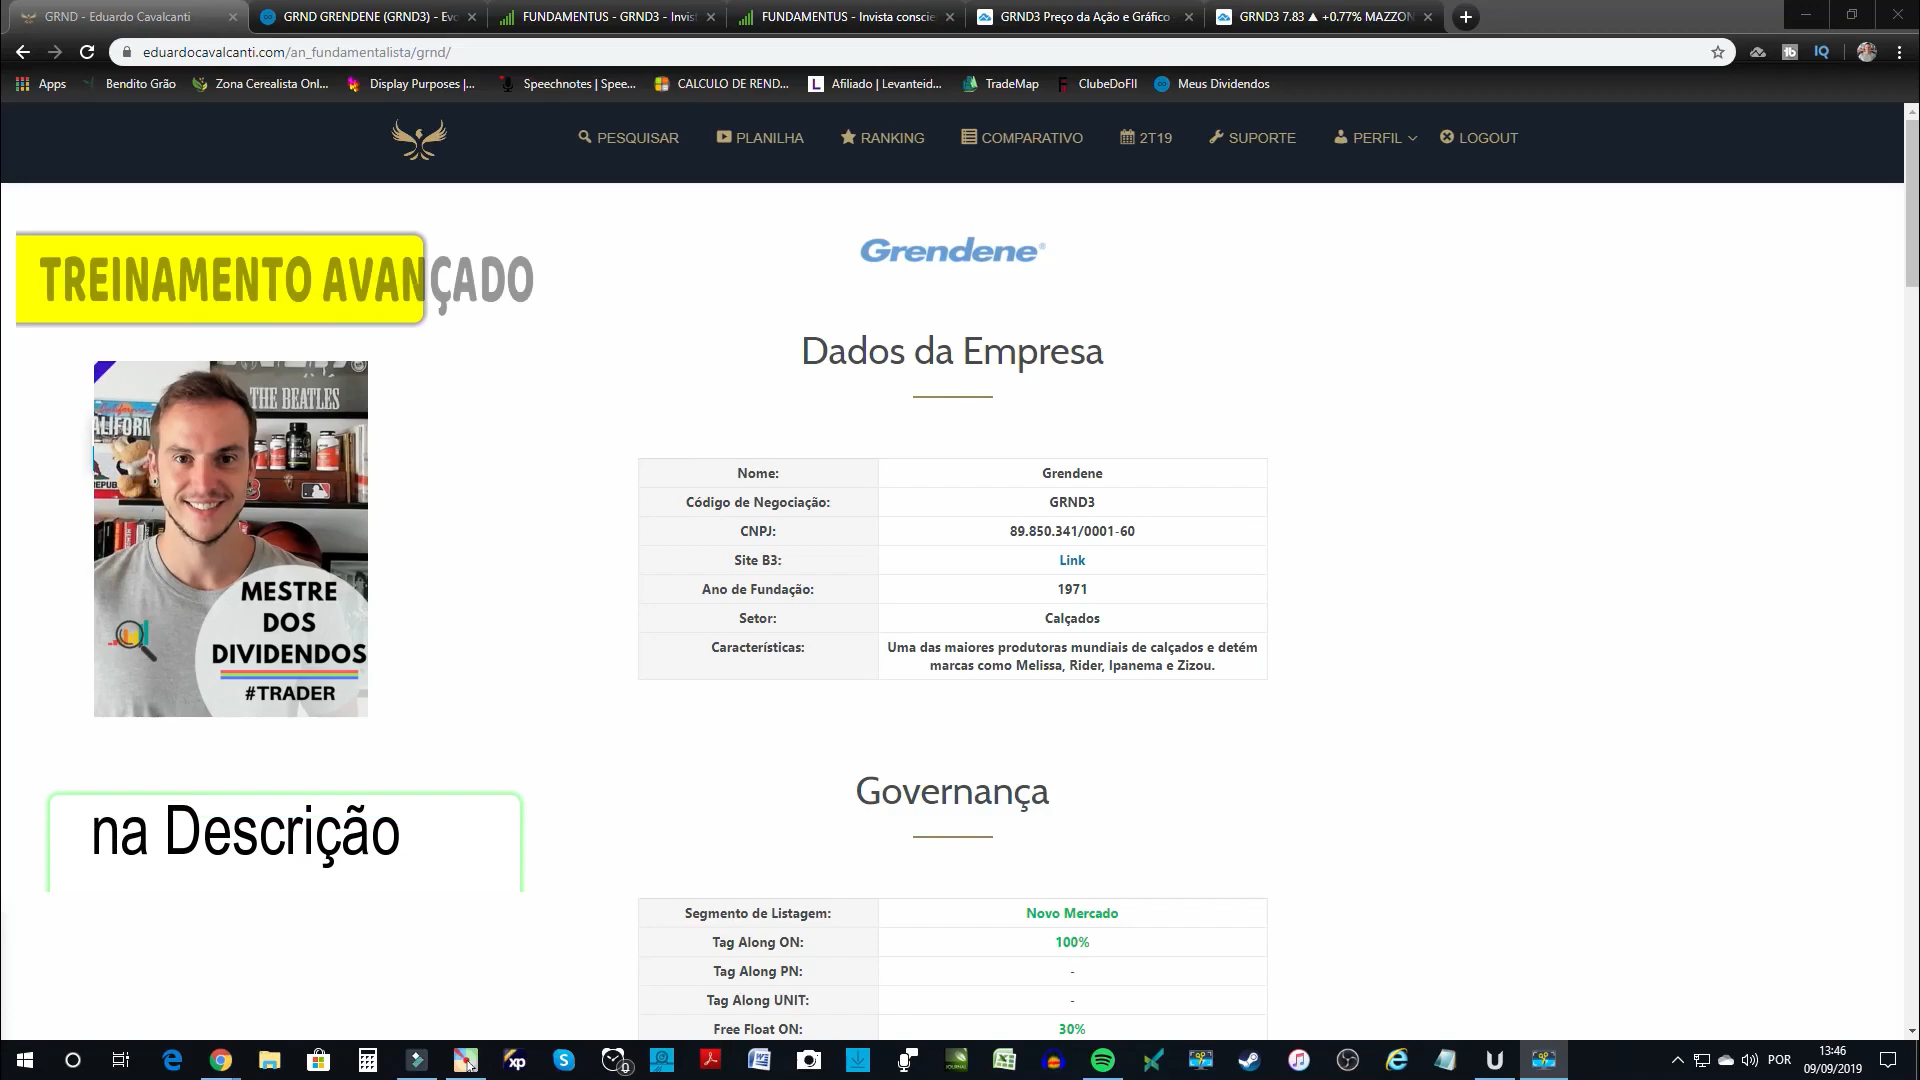 GRND - Eduardo Cavalcanti
GRND GRENDENE (GRND3) - Evo
FUNDAMENTUS - GRND3 - Invis
FUNDAMENTUS - Invista conscie
GRND3 Preço da Ação e Gráfico
GRND3 7.83 ▲ +0.77% MAZZON
eduardocavalcanti.com/an_fundamentalista/grnd/
Apps
Bendito Grão
Zona Cerealista Onl...
Display Purposes |...
Speechnotes | Spee...
CALCULO DE REND...
Afiliado | Levanteid...
TradeMap
ClubeDoFII
Meus Dividendos
PESQUISAR
PLANILHA
RANKING
COMPARATIVO
2T19
SUPORTE
PERFIL
LOGOUT
Grendene®
TREINAMENTO AVANÇADO
Dados da Empresa
THE BEATLES
MESTRE
DOS
DIVIDENDOS
#TRADER
Nome: Grendene
Código de Negociação: GRND3
CNPJ: 89.850.341/0001-60
Site B3: Link
Ano de Fundação: 1971
Setor: Calçados
Características: Uma das maiores produtoras mundiais de calçados e detém
marcas como Melissa, Rider, Ipanema e Zizou.
Governança
na Descrição
Segmento de Listagem: Novo Mercado
Tag Along ON: 100%
Tag Along PN: -
Tag Along UNIT: -
Free Float ON: 30%
POR
13:46
09/09/2019